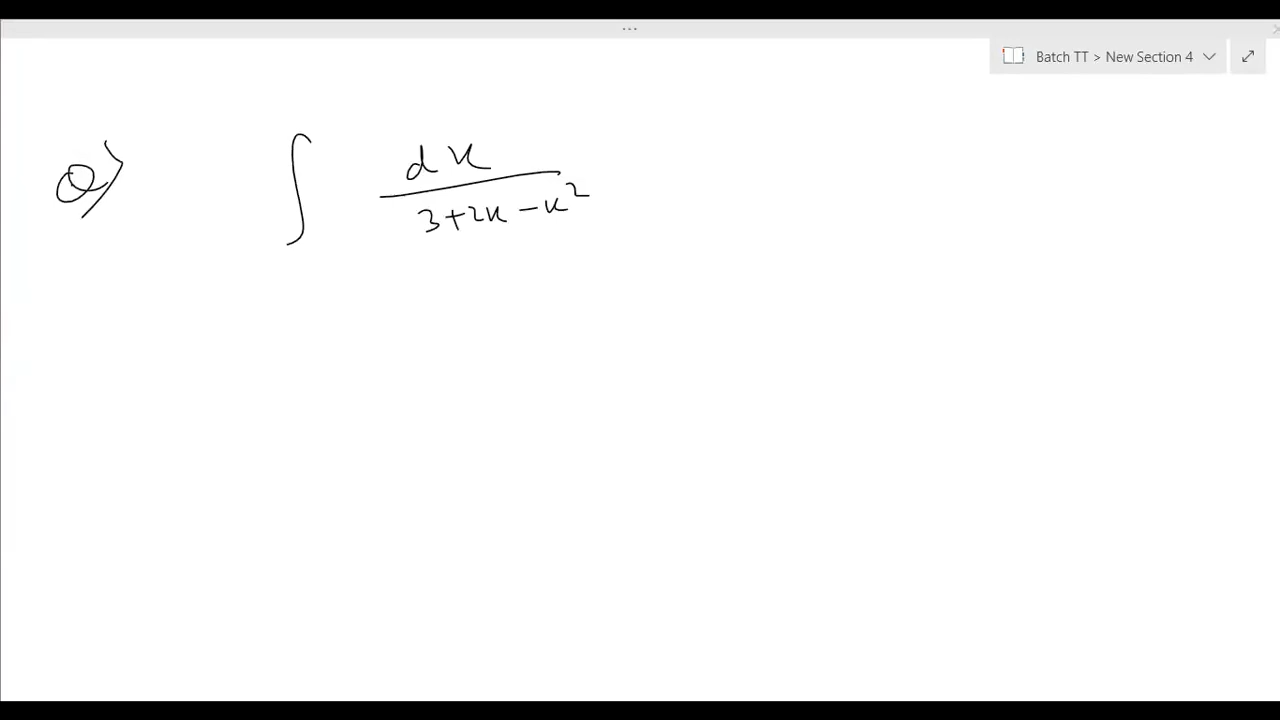 ...
Batch TT > New Section 4
Q) ∫ dx / (3+2x-x²)